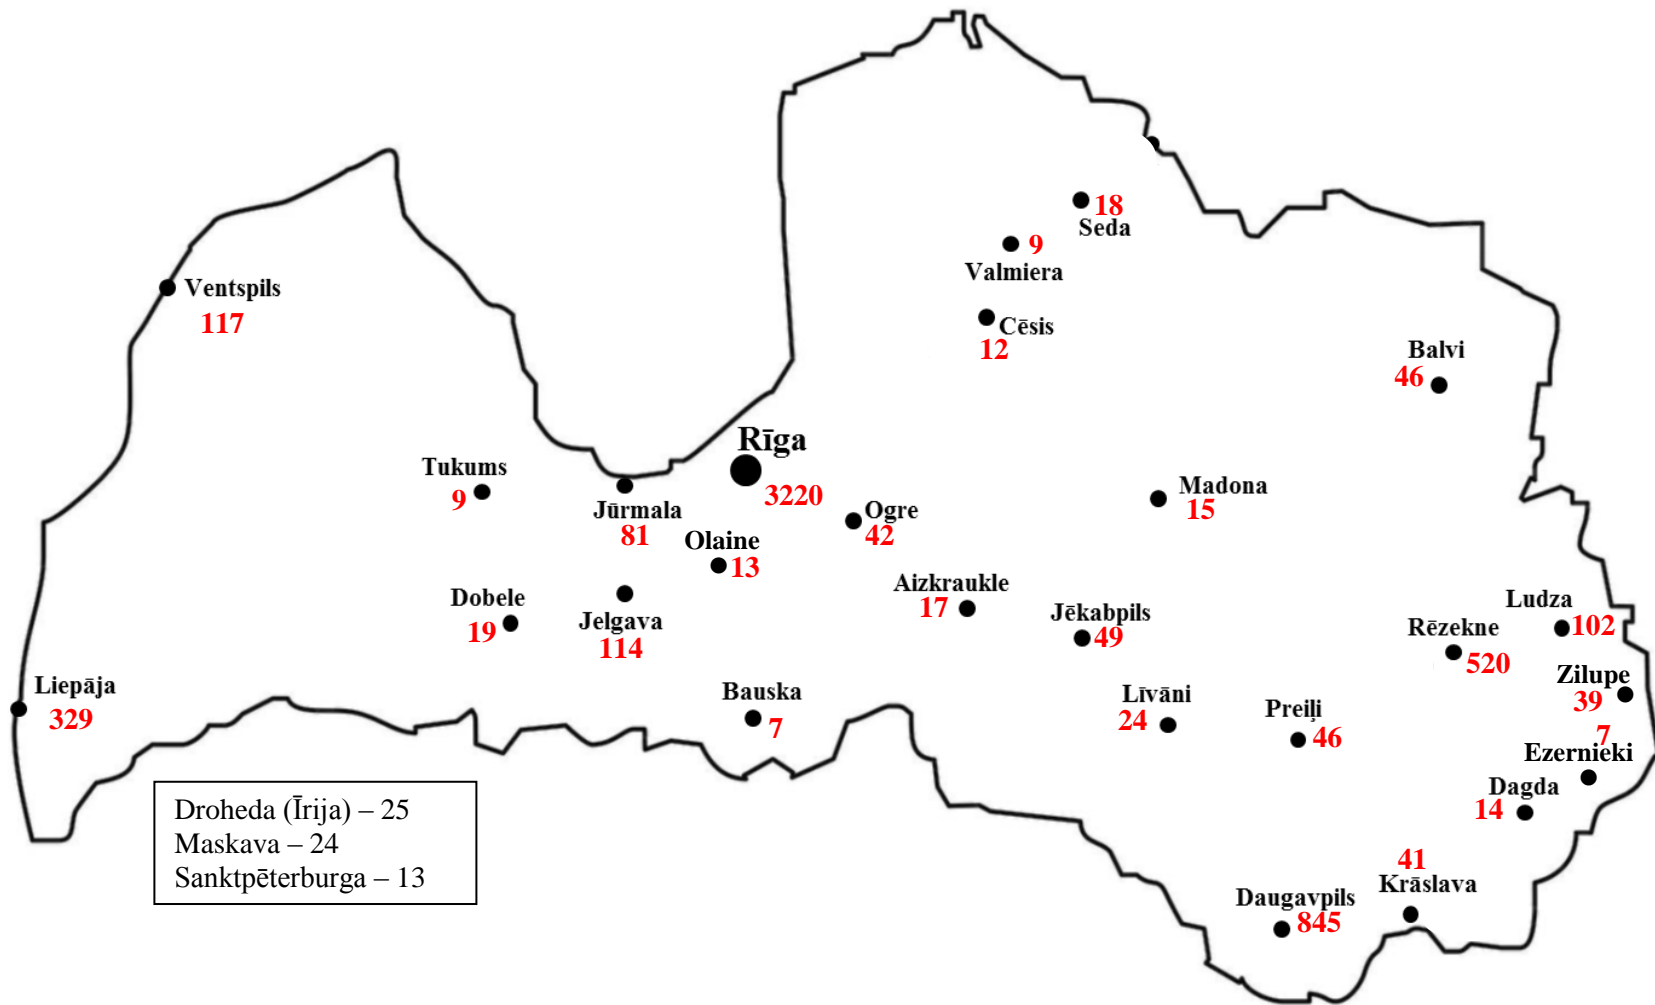 18
Seda
9
Valmiera
Ventspils
117
Cēsis
12
Balvi
46
Rīga
3220
Tukums
9
Jūrmala
81
Madona
15
Ogre
42
Olaine
13
Aizkraukle
17
Dobele
19
Jelgava
114
Jēkabpils
49
Ludza
102
Rēzekne
520
Liepāja
329
Bauska
7
Līvāni
24
Preiļi
46
Zilupe
39
7
Ezernieki
Dagda
14
Droheda (Īrija) – 25
Maskava – 24
Sanktpēterburga – 13
41
Krāslava
Daugavpils
845